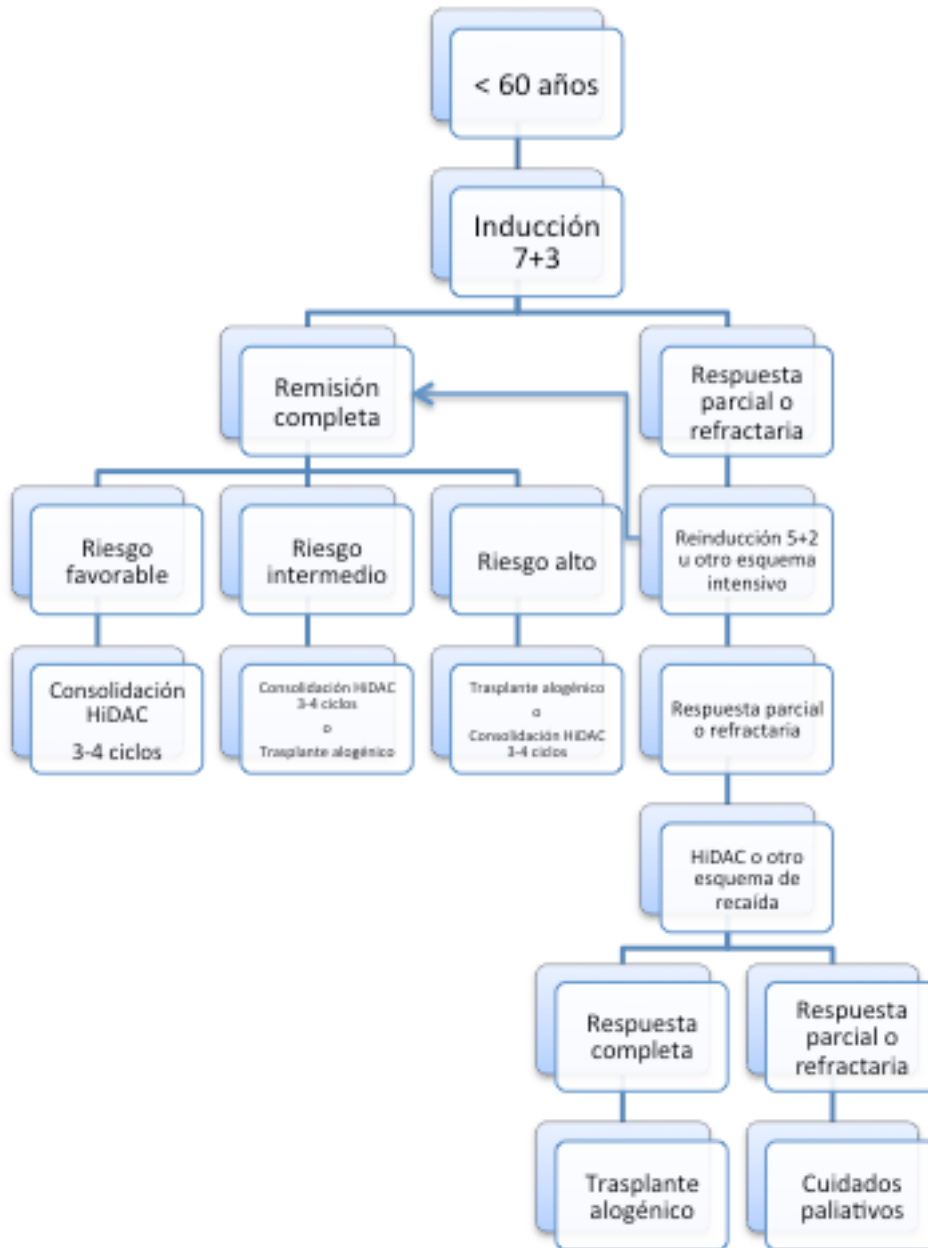 < 60 años
Inducción
7+3
Remisión
completa
Respuesta
parcial o
refractaria
Riesgo
favorable
Riesgo
intermedio
Riesgo alto
Reinducción 5+2
u otro esquema
intensivo
Consolidación
HiDAC
3-4 ciclos
Consolidación HiDAC
3-4 ciclos
o
Trasplante alogénico
Trasplante alogénico
o
Consolidación HiDAC
3-4 ciclos
Respuesta parcial
o refractaria
HiDAC o otro
esquema de
recaída
Respuesta
completa
Respuesta
parcial o
refractaria
Trasplante
alogénico
Cuidados
paliativos